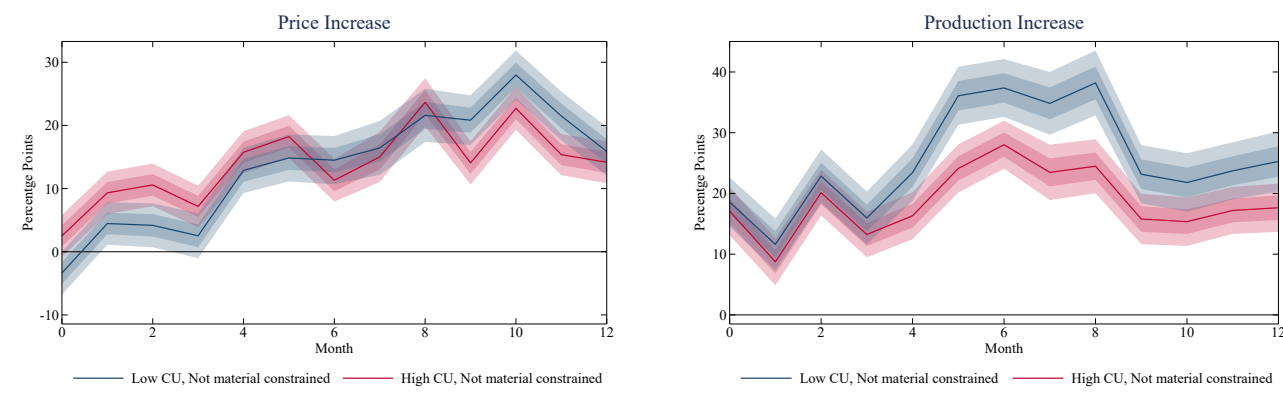 Price Increase
Percentge Points
30
20
10
0
-10
0 2 4 6 8 10 12
Month
Low CU, Not material constrained High CU, Not material constrained
Production Increase
Percentge Points
40
30
20
10
0
0 2 4 6 8 10 12
Month
Low CU, Not material constrained High CU, Not material constrained